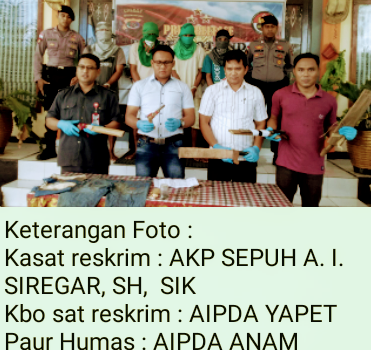 Keterangan Foto :
Kasat reskrim : AKP SEPUH A. I.
SIREGAR, SH, SIK
Kbo sat reskrim : AIPDA YAPET
Paur Humas : AIPDA ANAM